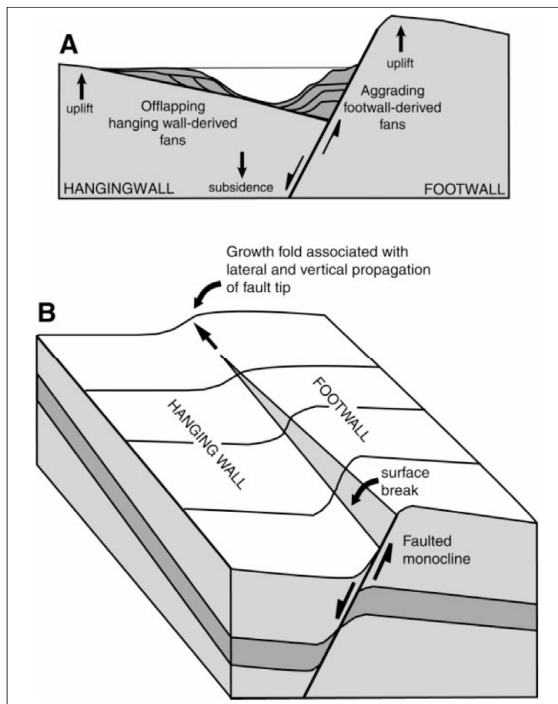 A
uplift
uplift
Offlapping
hanging wall-derived
fans
Aggrading
footwall-derived
fans
subsidence
HANGINGWALL
FOOTWALL
Growth fold associated with
lateral and vertical propagation
of fault tip
B
FOOTWALL
HANGING WALL
surface
break
Faulted
monocline